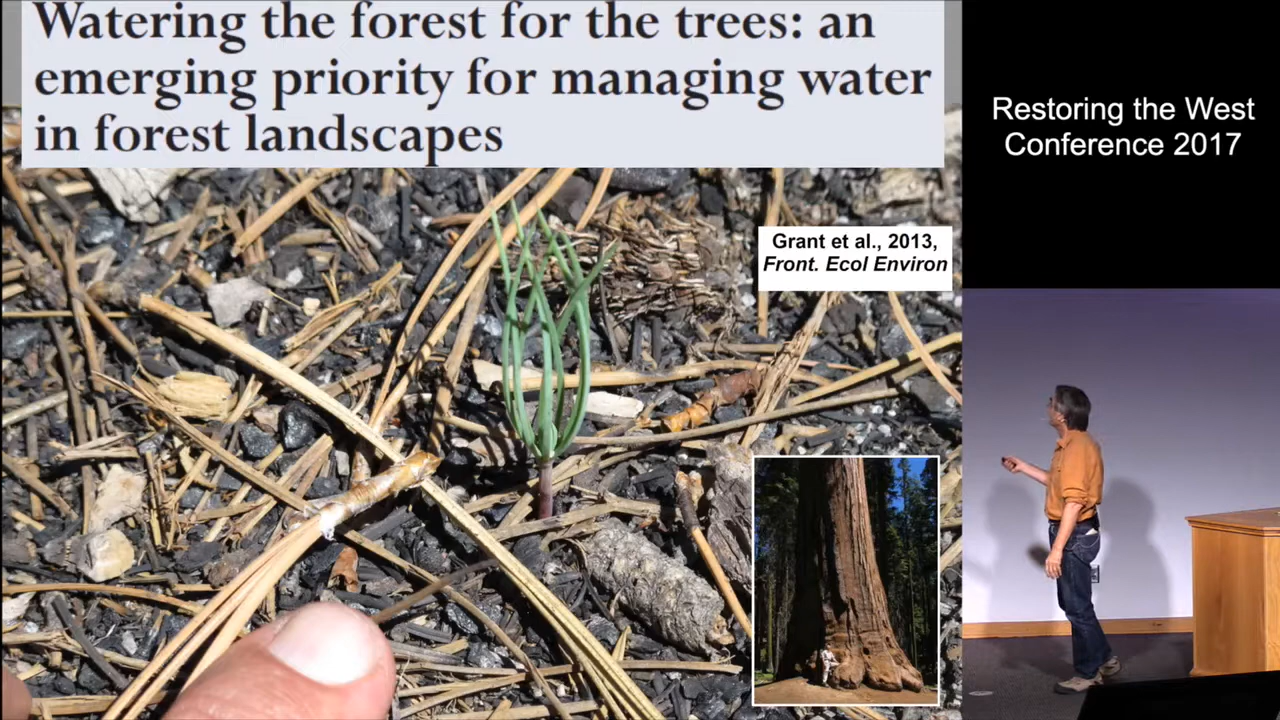 Watering the forest for the trees: an
emerging priority for managing water
in forest landscapes
Grant et al., 2013,
Front. Ecol Environ
Restoring the West
Conference 2017